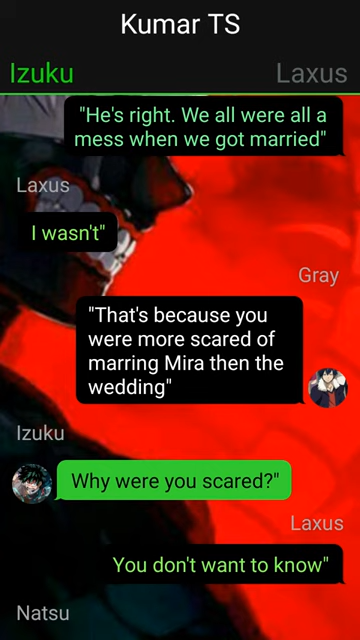 Kumar TS
Izuku Laxus
"He's right. We all were all a
mess when we got married"
Laxus
I wasn't"
Gray
"That's because you
were more scared of
marring Mira then the
wedding"
Izuku
Why were you scared?"
Laxus
You don't want to know"
Natsu